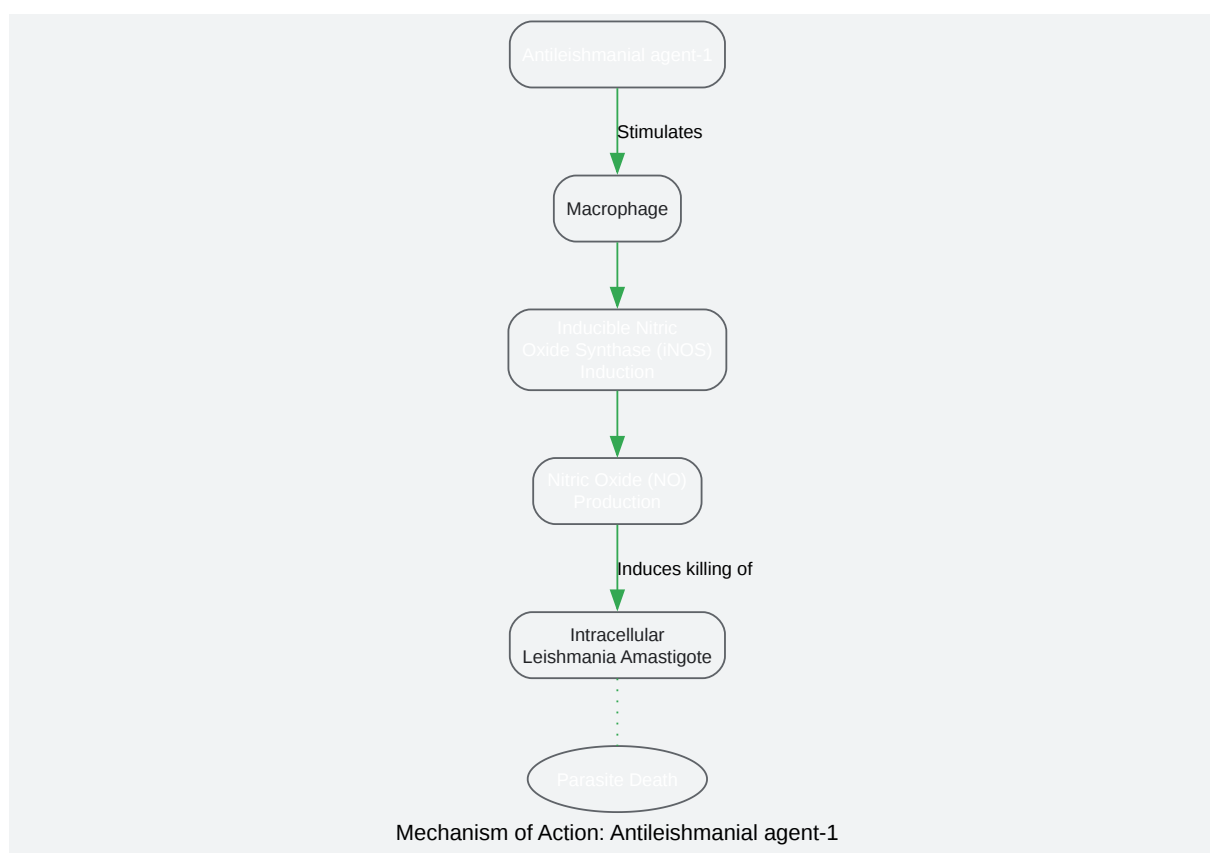 Antileishmanial agent-1
Stimulates
Macrophage
Inducible Nitric
Oxide Synthase (iNOS)
Induction
Nitric Oxide (NO)
Production
Induces killing of
Intracellular
Leishmania Amastigote
Parasite Death
Mechanism of Action: Antileishmanial agent-1